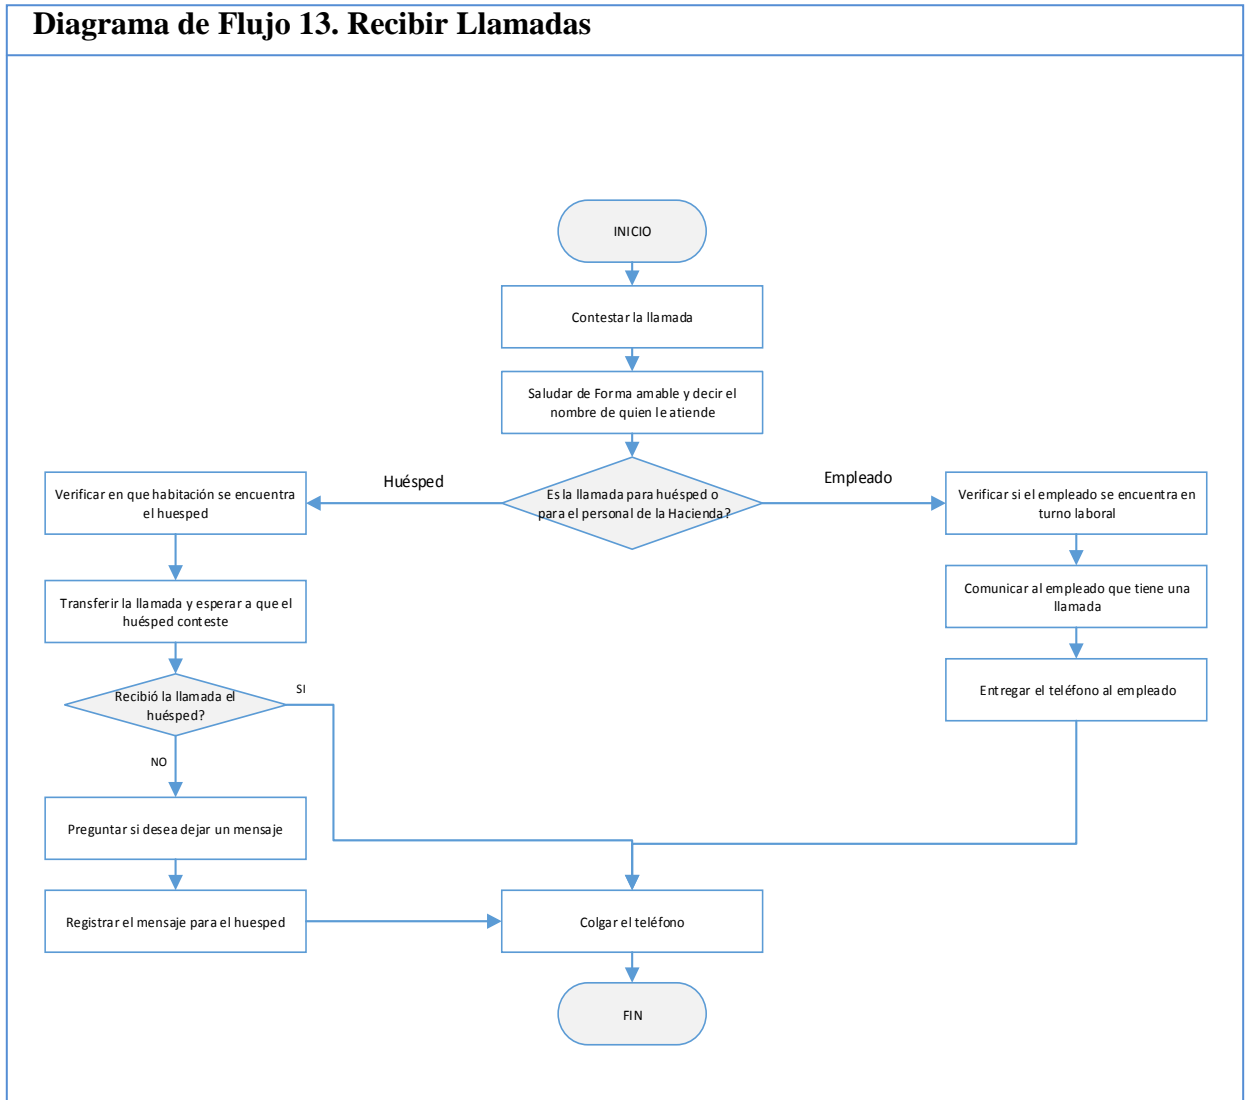 Diagrama de Flujo 13. Recibir Llamadas
INICIO
Contestar la llamada
Saludar de Forma amable y decir el
nombre de quien le atiende
Es la llamada para huésped o
para el personal de la Hacienda?
Huésped
Empleado
Verificar en que habitación se encuentra
el huesped
Transferir la llamada y esperar a que el
huésped conteste
Recibió la llamada el
huésped?
SI
NO
Preguntar si desea dejar un mensaje
Registrar el mensaje para el huesped
Verificar si el empleado se encuentra en
turno laboral
Comunicar al empleado que tiene una
llamada
Entregar el teléfono al empleado
Colgar el teléfono
FIN